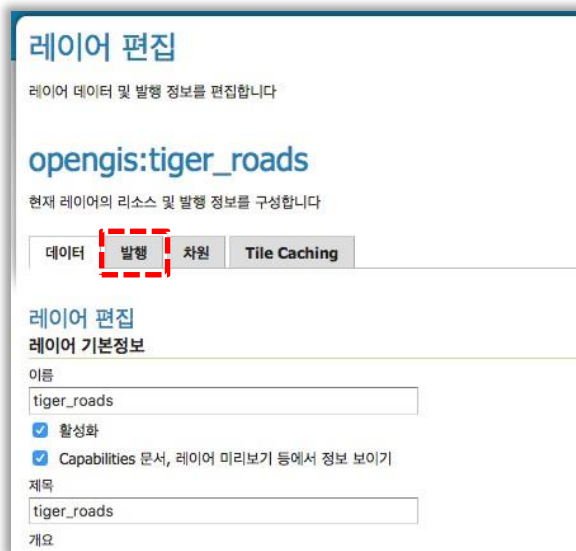 레이어 편집
레이어 데이터 및 발행 정보를 편집합니다
opengis:tiger_roads
현재 레이어의 리소스 및 발행 정보를 구성합니다
데이터 발행 차원 Tile Caching
레이어 편집
레이어 기본정보
이름
tiger_roads
활성화
Capabilities 문서, 레이어 미리보기 등에서 정보 보이기
제목
tiger_roads
개요